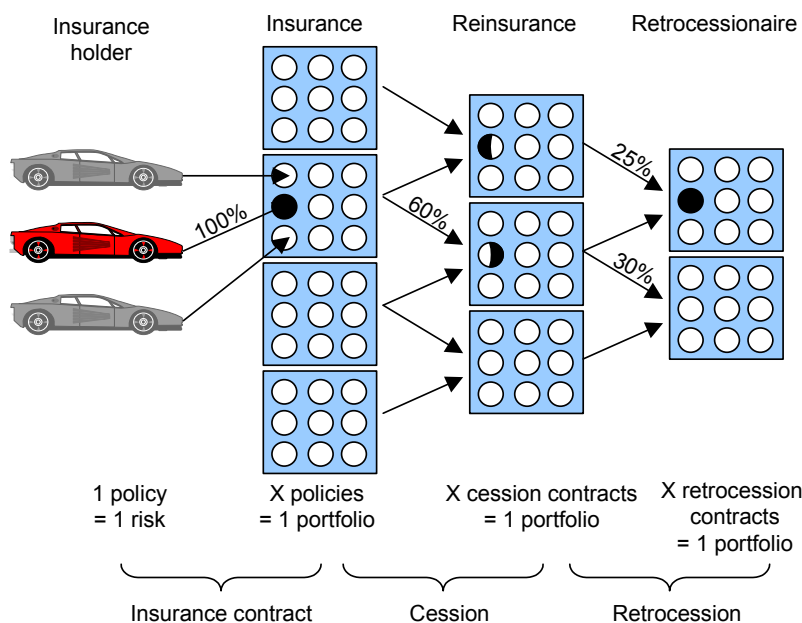 Insurance
holder
Insurance
Reinsurance
Retrocessionaire
100%
60%
25%
30%
1 policy
= 1 risk
X policies
= 1 portfolio
X cession contracts
= 1 portfolio
X retrocession
contracts
= 1 portfolio
Insurance contract
Cession
Retrocession